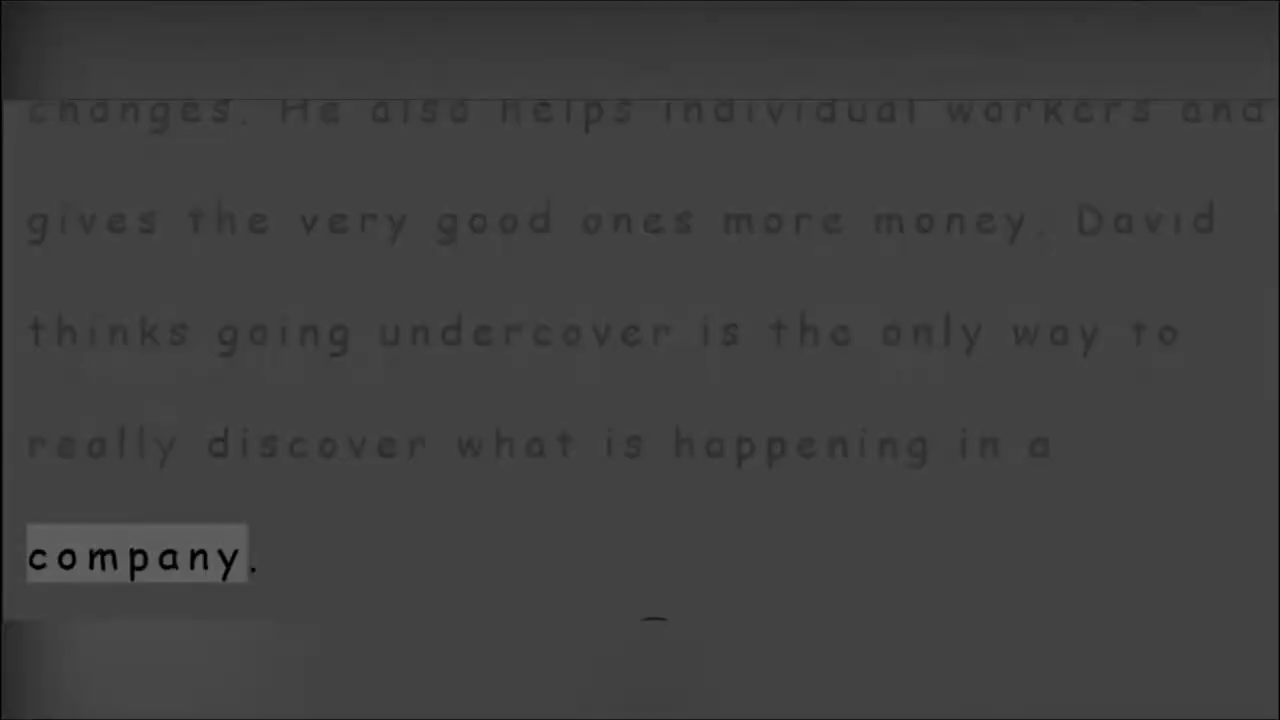 changes. He also helps individual workers and
gives the very good ones more money. David
thinks going undercover is the only way to
really discover what is happening in a
company.